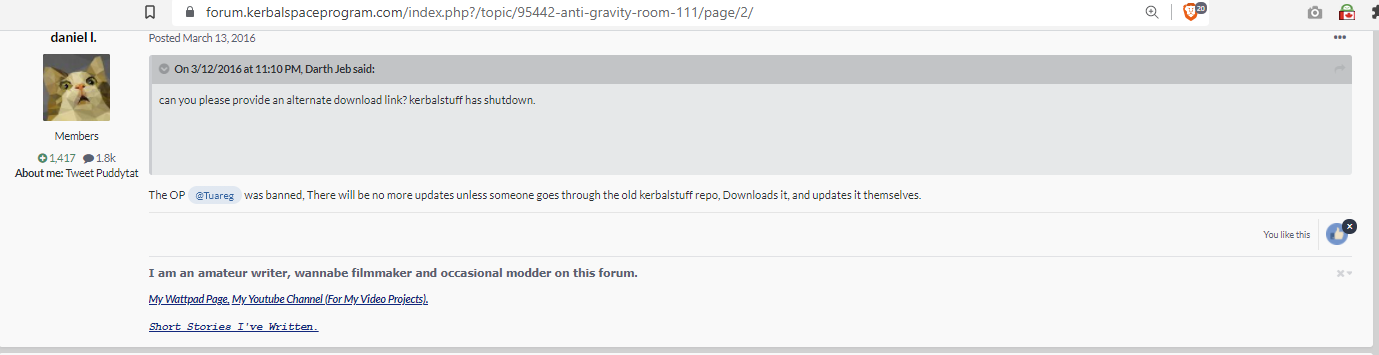 forum.kerbalspaceprogram.com/index.php?/topic/95442-anti-gravity-room-111/page/2/
20
daniel l.
Posted March 13, 2016
On 3/12/2016 at 11:10 PM, Darth Jeb said:
can you please provide an alternate download link? kerbalstuff has shutdown.
Members
1,417 1.8k
About me: Tweet Puddytat
The OP @Tuareg was banned, There will be no more updates unless someone goes through the old kerbalstuff repo, Downloads it, and updates it themselves.
You like this
I am an amateur writer, wannabe filmmaker and occasional modder on this forum.
My Wattpad Page. My Youtube Channel (For My Video Projects).
Short Stories I've Written.